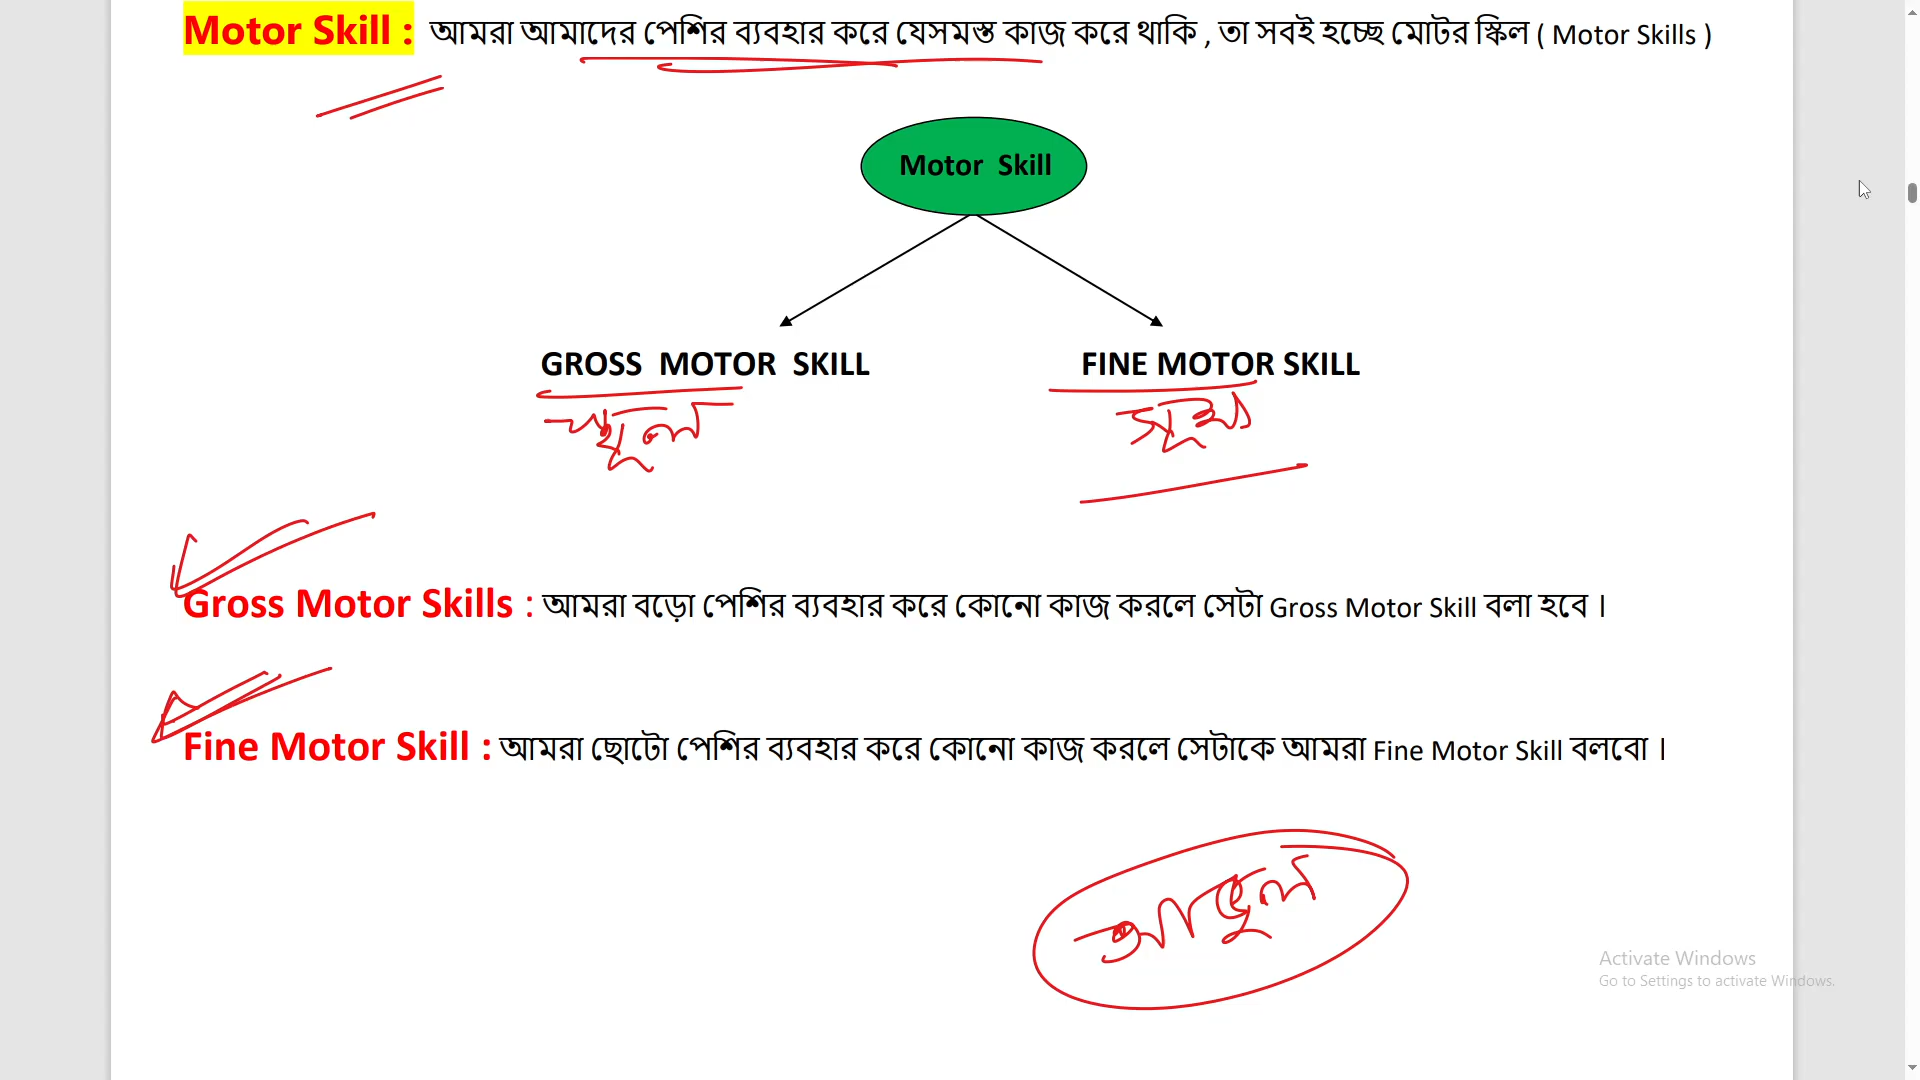 Motor Skill : আমরা আমাদের পেশির ব্যবহার করে যেসমস্ত কাজ করে থাকি , তা সবই হচ্ছে মোটর স্কিল ( Motor Skills )
Motor Skill
GROSS MOTOR SKILL FINE MOTOR SKILL
স্থূল সূক্ষ্ম
Gross Motor Skills : আমরা বড়ো পেশির ব্যবহার করে কোনো কাজ করলে সেটা Gross Motor Skill বলা হবে ।
Fine Motor Skill : আমরা ছোটো পেশির ব্যবহার করে কোনো কাজ করলে সেটাকে আমরা Fine Motor Skill বলবো ।
আঙুল
Activate Windows
Go to Settings to activate Windows.